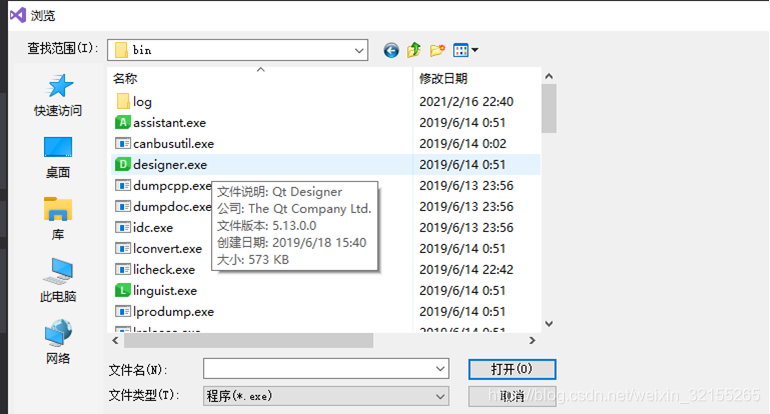 浏览
查找范围(I):
bin
名称
修改日期
log
2021/2/16 22:40
assistant.exe
2019/6/14 0:51
canbusutil.exe
2019/6/14 0:02
designer.exe
2019/6/14 0:51
dumpcpp.exe
2019/6/13 23:56
dumpdoc.exe
2019/6/13 23:56
idc.exe
2019/6/13 23:56
lconvert.exe
2019/6/14 0:51
licheck.exe
2019/6/14 22:42
linguist.exe
2019/6/14 0:51
lprodump.exe
2019/6/14 0:51
lrelease.exe
2019/6/14 0:51
文件说明: Qt Designer
公司: The Qt Company Ltd.
文件版本: 5.13.0.0
创建日期: 2019/6/18 15:40
大小: 573 KB
快速访问
桌面
库
此电脑
网络
文件名(N):
打开(O)
文件类型(T):
程序(*.exe)
取消
https://blog.csdn.net/weixin_32155265